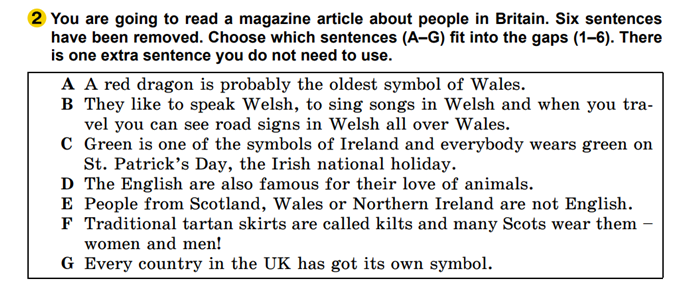 2 You are going to read a magazine article about people in Britain. Six sentences
have been removed. Choose which sentences (A–G) fit into the gaps (1–6). There
is one extra sentence you do not need to use.
A A red dragon is probably the oldest symbol of Wales.
B They like to speak Welsh, to sing songs in Welsh and when you tra-
vel you can see road signs in Welsh all over Wales.
C Green is one of the symbols of Ireland and everybody wears green on
St. Patrick's Day, the Irish national holiday.
D The English are also famous for their love of animals.
E People from Scotland, Wales or Northern Ireland are not English.
F Traditional tartan skirts are called kilts and many Scots wear them –
women and men!
G Every country in the UK has got its own symbol.